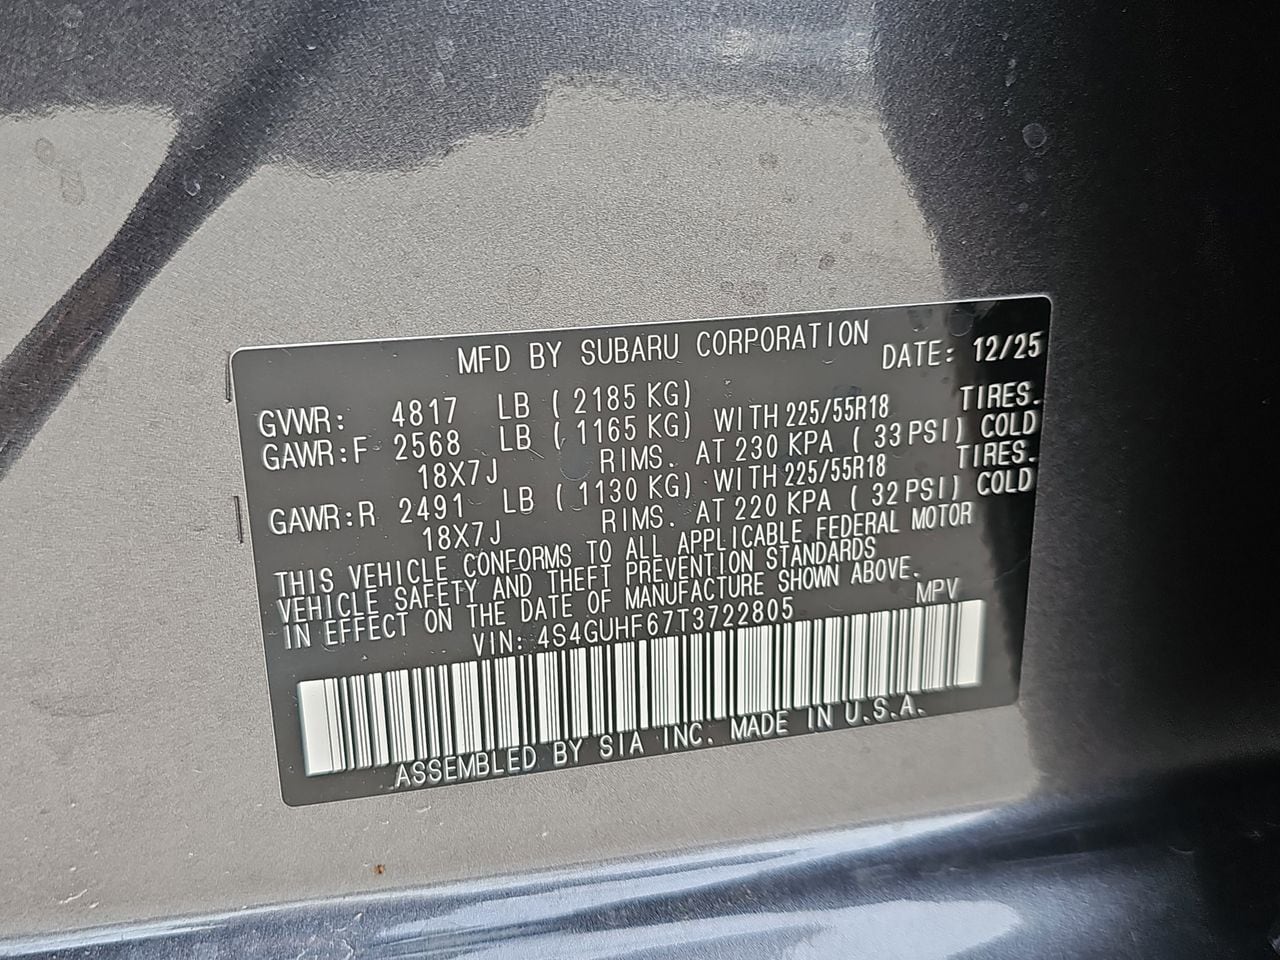 MFD BY SUBARU CORPORATION DATE: 12/25
GVWR: 4817 LB (2185 KG)
GAWR:F 2568 LB (1165 KG) WITH 225/55R18 TIRES.
18X7J RIMS. AT 230 KPA (33 PSI) COLD
GAWR:R 2491 LB (1130 KG) WITH 225/55R18 TIRES.
18X7J RIMS. AT 220 KPA (32 PSI) COLD
THIS VEHICLE CONFORMS TO ALL APPLICABLE FEDERAL MOTOR
VEHICLE SAFETY AND THEFT PREVENTION STANDARDS
IN EFFECT ON THE DATE OF MANUFACTURE SHOWN ABOVE.
VIN: 4S4GUHF67T3722805 MPV
ASSEMBLED BY SIA INC. MADE IN U.S.A.